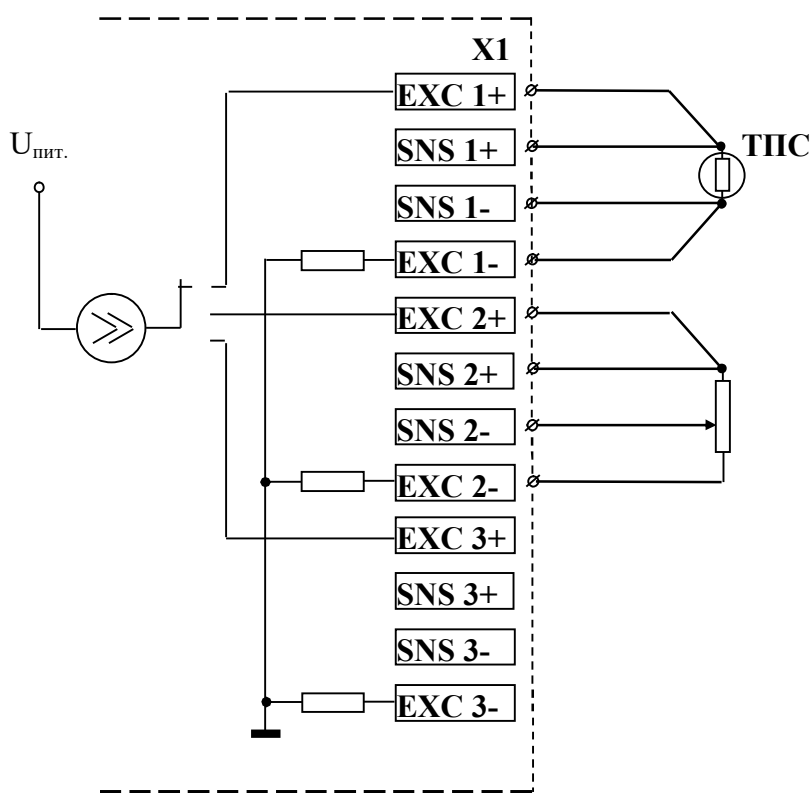 X1
EXC 1+
Uпит.
SNS 1+
ТПС
SNS 1-
EXC 1-
EXC 2+
SNS 2+
SNS 2-
EXC 2-
EXC 3+
SNS 3+
SNS 3-
EXC 3-